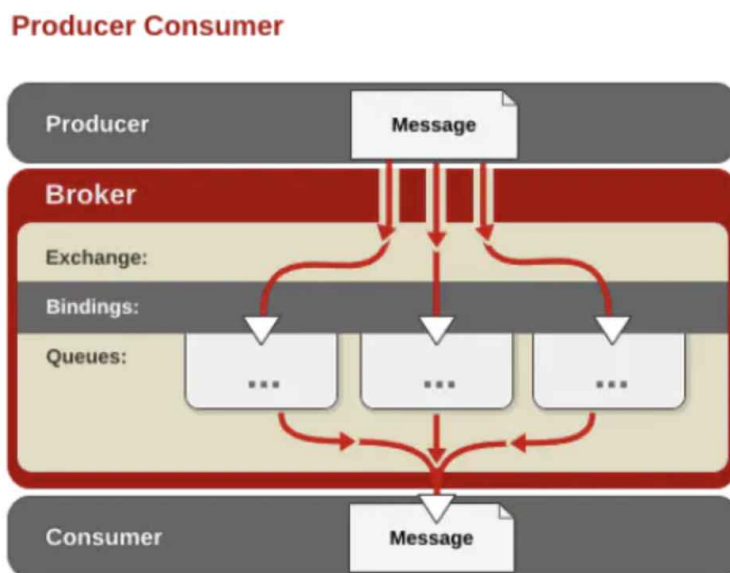 Producer Consumer
Producer
Message
Broker
Exchange:
Bindings:
Queues:
...
...
...
Consumer
Message